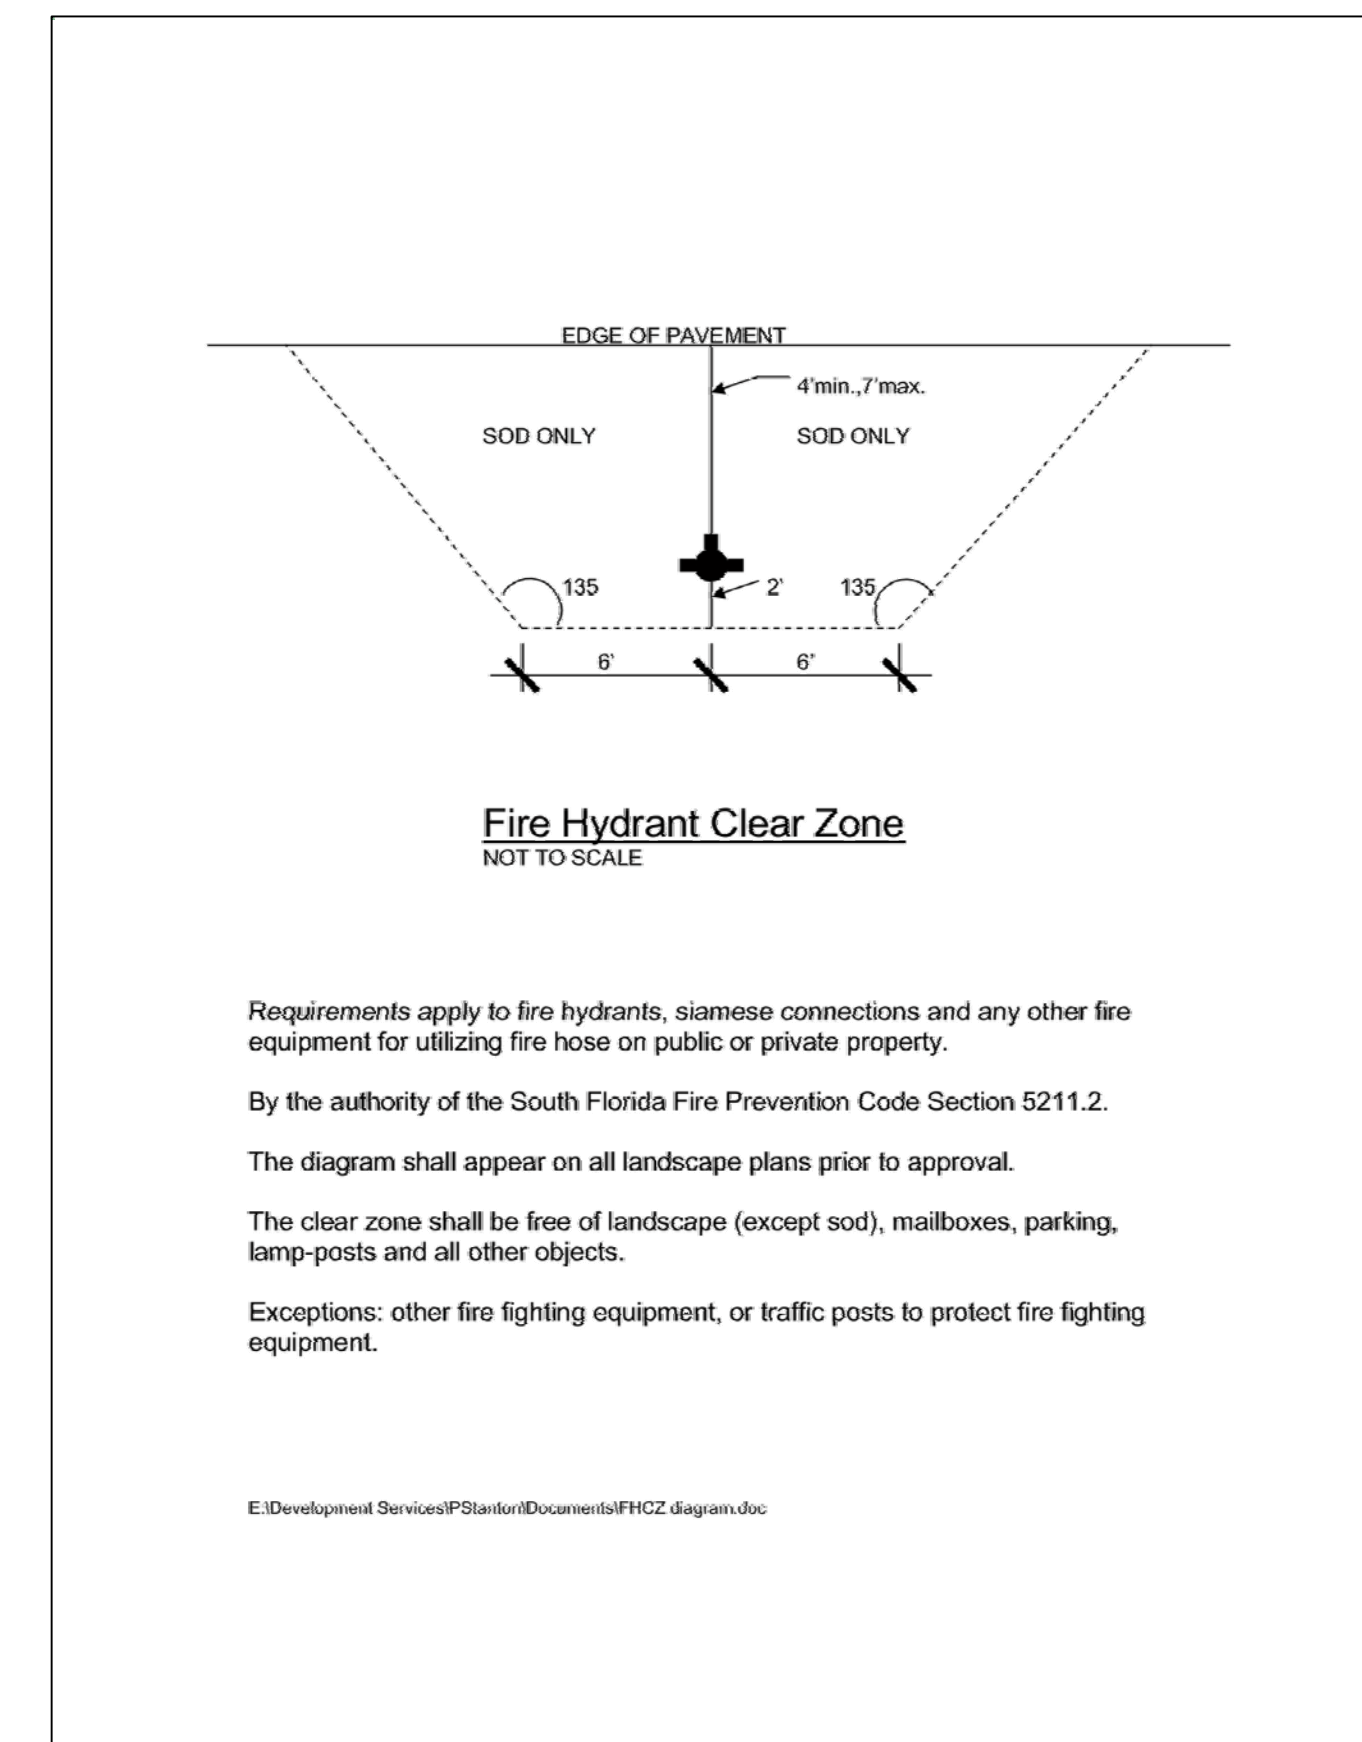 EDGE OF PAVEMENT
4'min.,7'max.
SOD ONLY
SOD ONLY
135
2'
135
6'
6'
Fire Hydrant Clear Zone
NOT TO SCALE
Requirements apply to fire hydrants, siamese connections and any other fire
equipment for utilizing fire hose on public or private property.
By the authority of the South Florida Fire Prevention Code Section 5211.2.
The diagram shall appear on all landscape plans prior to approval.
The clear zone shall be free of landscape (except sod), mailboxes, parking,
lamp-posts and all other objects.
Exceptions: other fire fighting equipment, or traffic posts to protect fire fighting
equipment.
E:\Development Services\PStanton\Documents\FHCZ diagram.doc